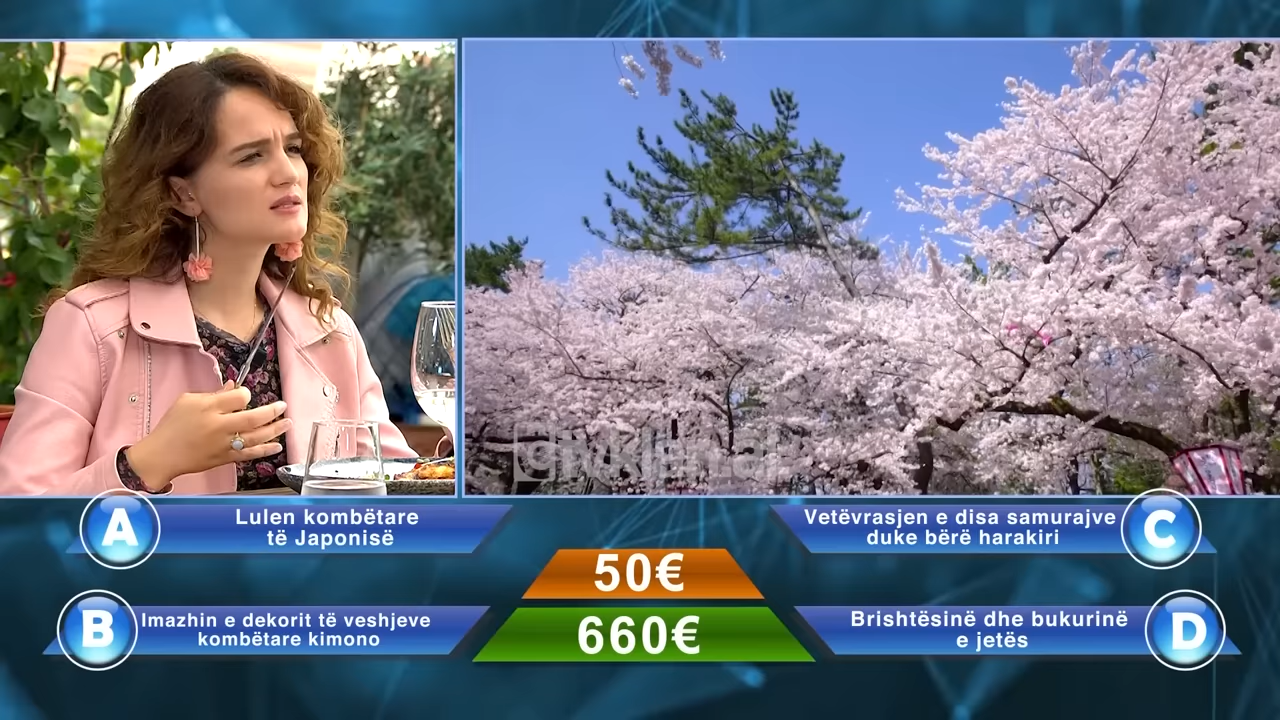 A
Lulen kombëtare
të Japonisë
Vetëvrasjen e disa samurajve
duke bërë harakiri
C
50€
B
Imazhin e dekorit të veshjeve
kombëtare kimono
660€
Brishtësinë dhe bukurinë
e jetës
D